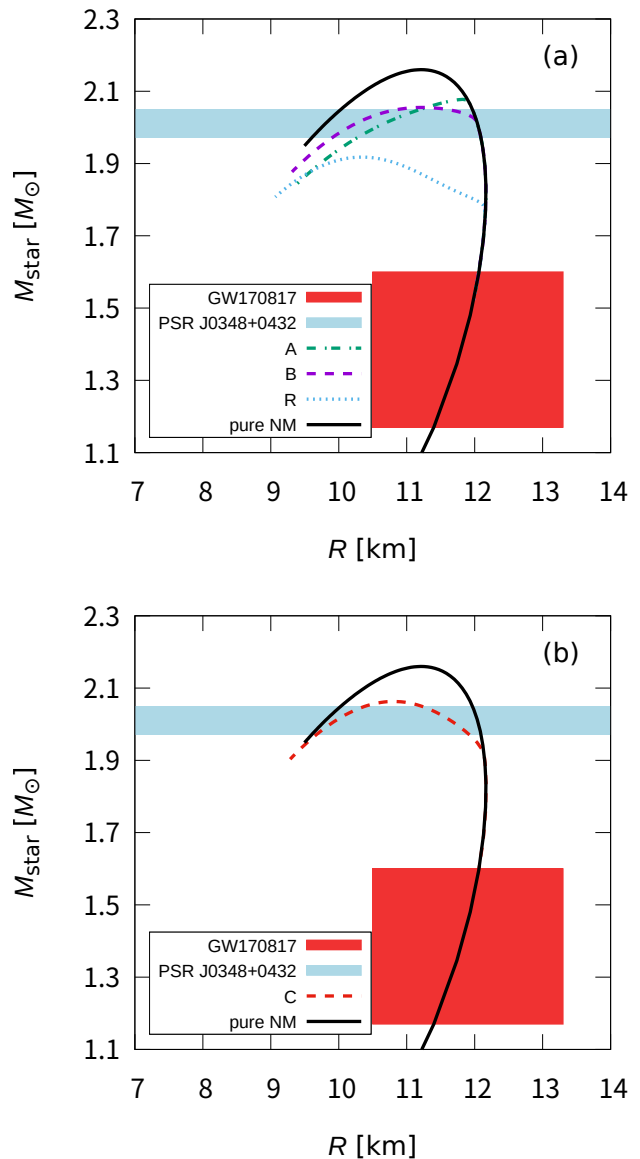 (a)
2.3
2.1
1.9
1.7
1.5
1.3
1.1
M_star [M_⊙]
GW170817
PSR J0348+0432
A
B
R
pure NM
7 8 9 10 11 12 13 14
R [km]
(b)
2.3
2.1
1.9
1.7
1.5
1.3
1.1
M_star [M_⊙]
GW170817
PSR J0348+0432
C
pure NM
7 8 9 10 11 12 13 14
R [km]